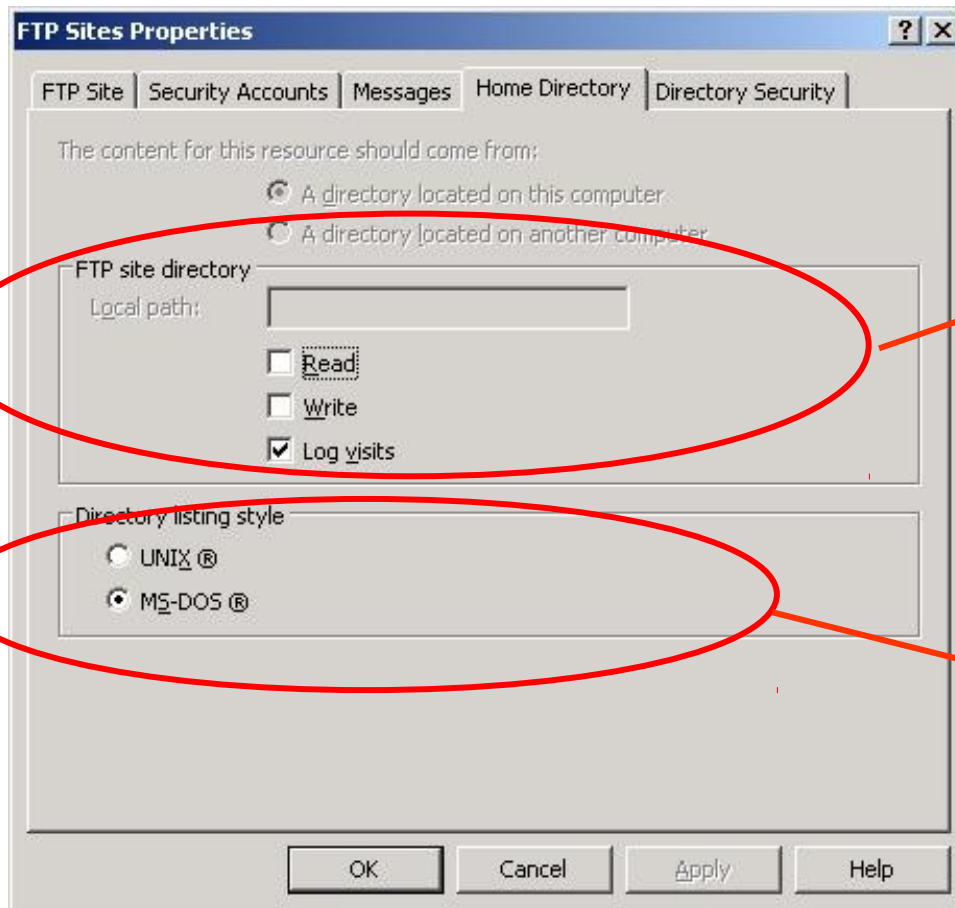 FTP Sites Properties
FTP Site Security Accounts Messages Home Directory Directory Security
The content for this resource should come from:
A directory located on this computer
A directory located on another computer
FTP site directory
Local path:
Read
Write
Log visits
Directory listing style
UNIX ®
MS-DOS ®
OK Cancel Apply Help